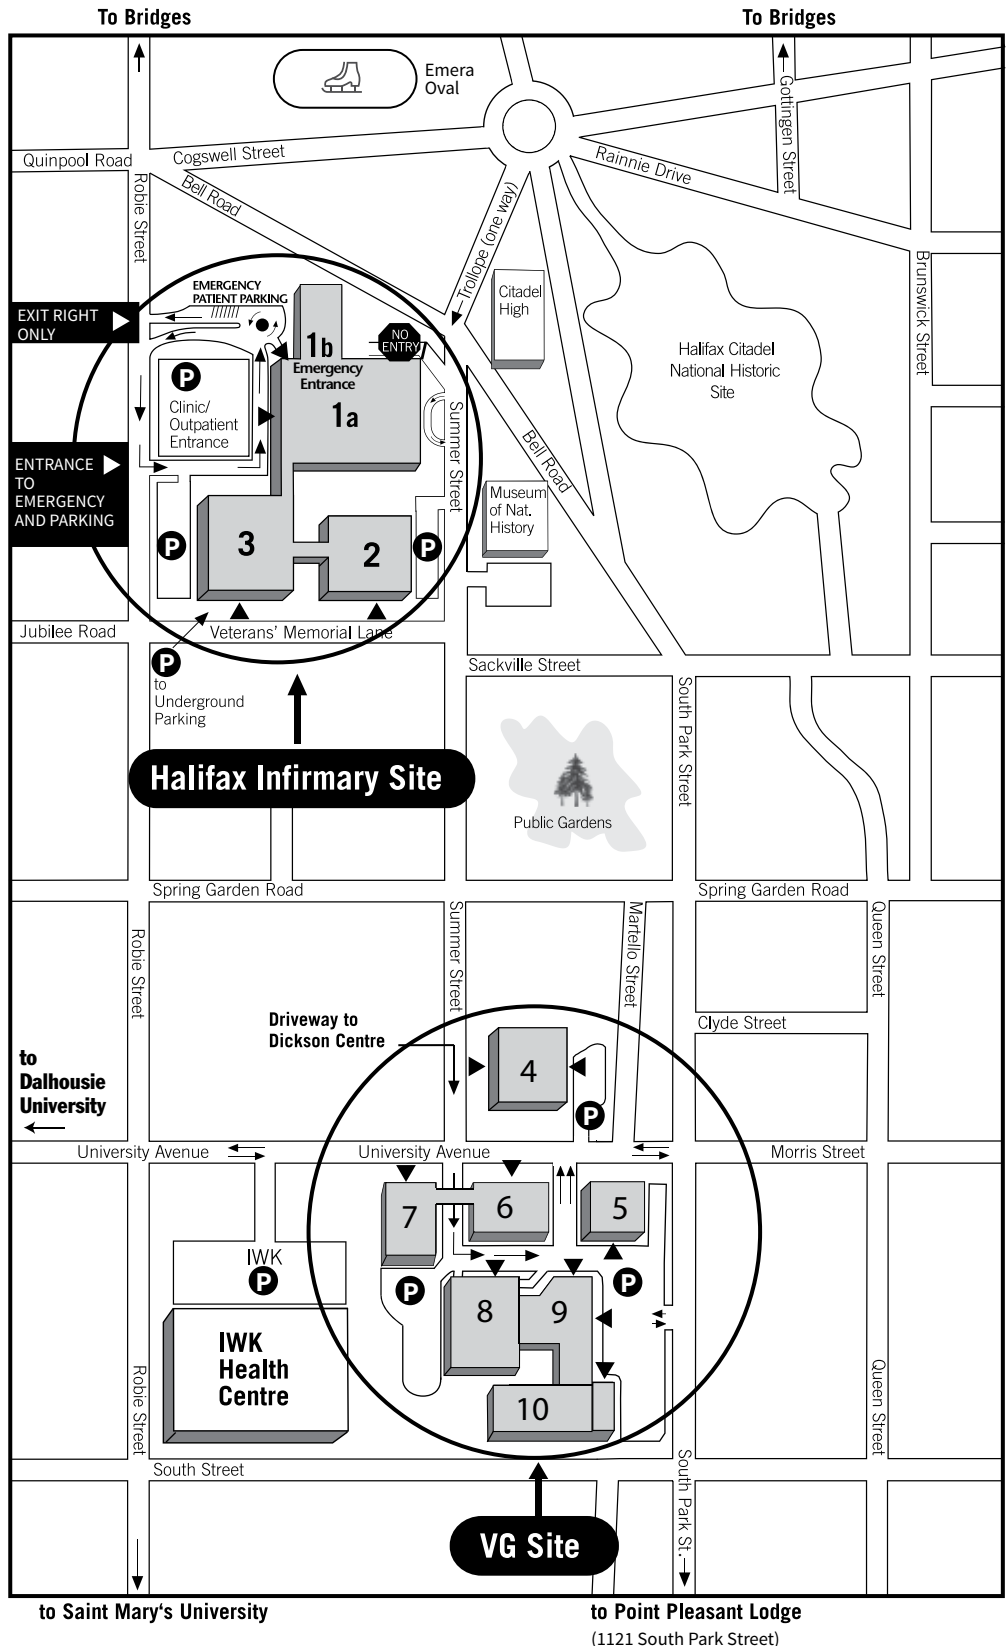 To Bridges
To Bridges
Emera
Oval
Gottingen Street
Quinpool Road
Cogswell Street
Rainnie Drive
Bell Road
Robie Street
Trollope (one way)
Brunswick Street
EMERGENCY
PATIENT PARKING
Citadel
High
EXIT RIGHT
ONLY
NO
ENTRY
1b
Emergency
Entrance
Halifax Citadel
National Historic
Site
P
Clinic/
Outpatient
Entrance
1a
Summer Street
Bell Road
ENTRANCE
TO
EMERGENCY
AND PARKING
Museum
of Nat.
History
P
3
2
P
Jubilee Road
Veterans' Memorial Lane
P
to
Underground
Parking
Sackville Street
South Park Street
Halifax Infirmary Site
Public Gardens
Spring Garden Road
Spring Garden Road
Robie Street
Summer Street
Martello Street
Queen Street
Driveway to
Dickson Centre
Clyde Street
to
Dalhousie
University
4
P
University Avenue
University Avenue
Morris Street
7
6
5
IWK
P
P
P
8
9
IWK
Health
Centre
10
Robie Street
Queen Street
South Street
South Park St.
VG Site
to Saint Mary's University
to Point Pleasant Lodge
(1121 South Park Street)